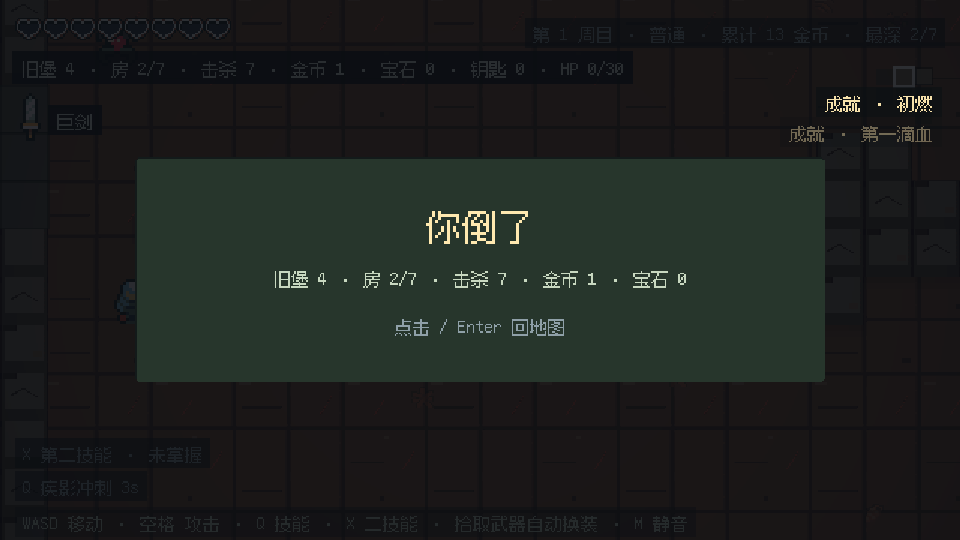 第 1 周目 · 普通 · 累计 13 金币 · 最深 2/7
旧堡 4 · 房 2/7 · 击杀 7 · 金币 1 · 宝石 0 · 钥匙 0 · HP 0/30
成就 · 初燃
巨剑
成就 · 第一滴血
你倒了
旧堡 4 · 房 2/7 · 击杀 7 · 金币 1 · 宝石 0
点击 / Enter 回地图
X 第二技能 · 未掌握
Q 疾影冲刺 3s
WASD 移动 · 空格 攻击 · Q 技能 · X 二技能 · 拾取武器自动换装 · M 静音